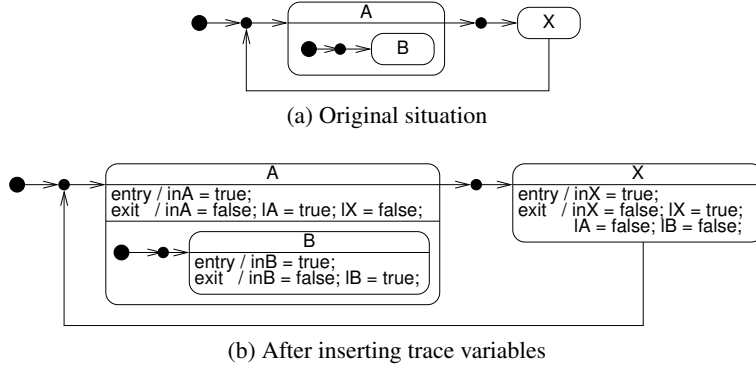 A
X
B
(a) Original situation
A
X
entry / inA = true;
entry / inX = true;
exit / inA = false; lA = true; lX = false;
exit / inX = false; lX = true;
lA = false; lB = false;
B
entry / inB = true;
exit / inB = false; lB = true;
(b) After inserting trace variables